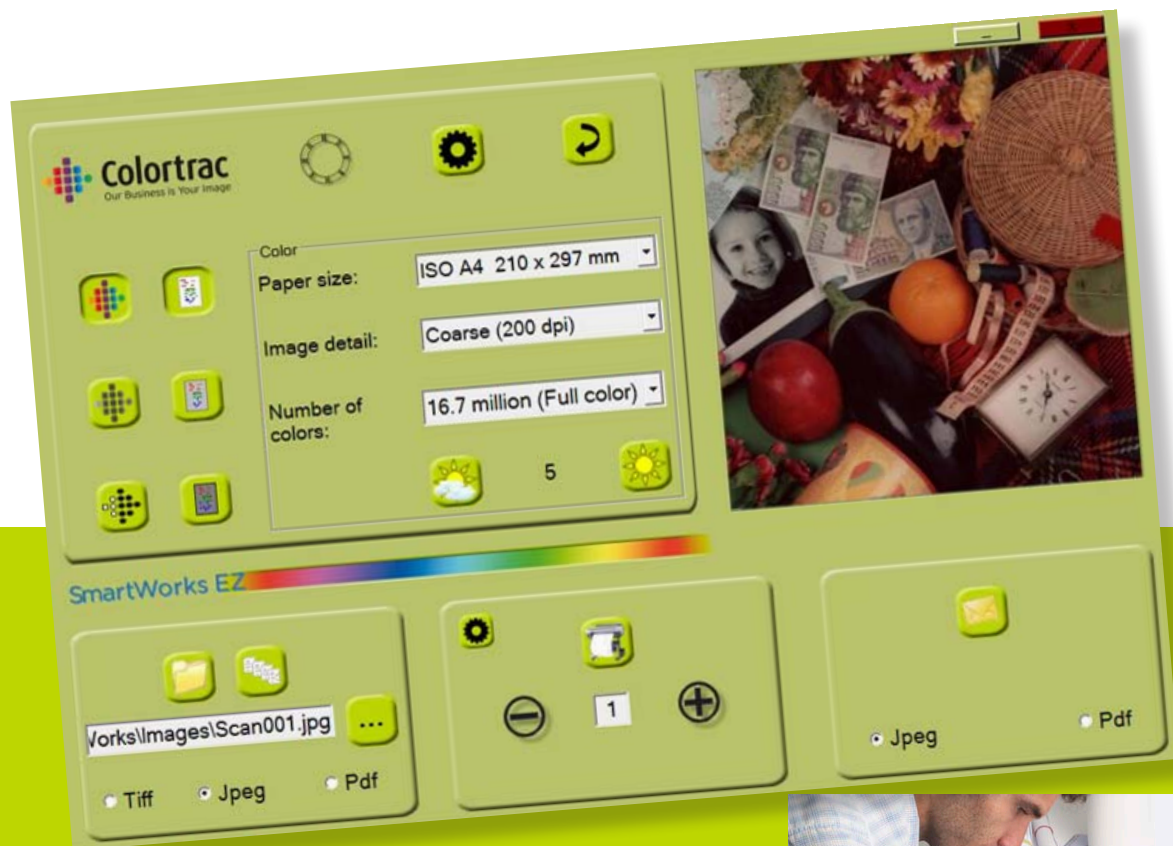 Colortrac
Our Business is Your Image
Color
Paper size:
ISO A4 210 x 297 mm
Image detail:
Coarse (200 dpi)
Number of
colors:
16.7 million (Full color)
5
SmartWorks EZ
\Images\Scan001.jpg
...
Tiff
Jpeg
Pdf
1
Jpeg
Pdf